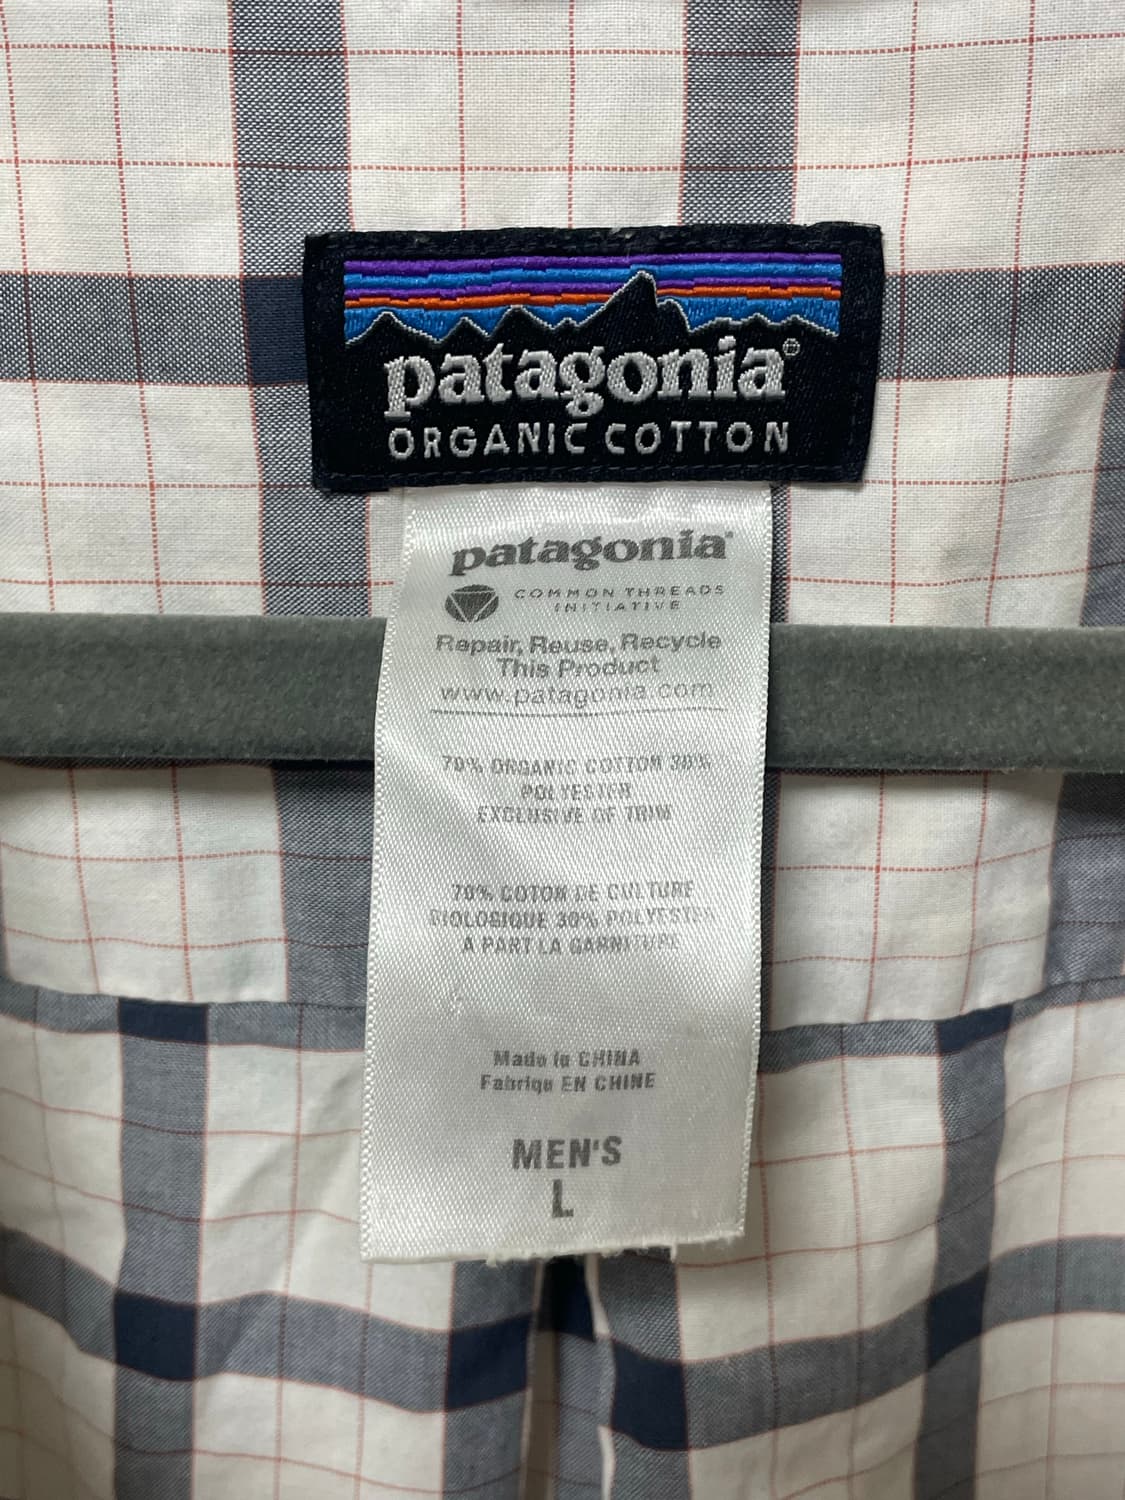 patagonia®
ORGANIC COTTON
patagonia®
COMMON THREADS
INITIATIVE
Repair, Reuse, Recycle
This Product
www.patagonia.com
70% ORGANIC COTTON 30%
POLYESTER
EXCLUSIVE OF TRIM
70% COTON DE CULTURE
BIOLOGIQUE 30% POLYESTER
A PART LA GARNITURE
Made in CHINA
Fabriqu EN CHINE
MEN'S
L